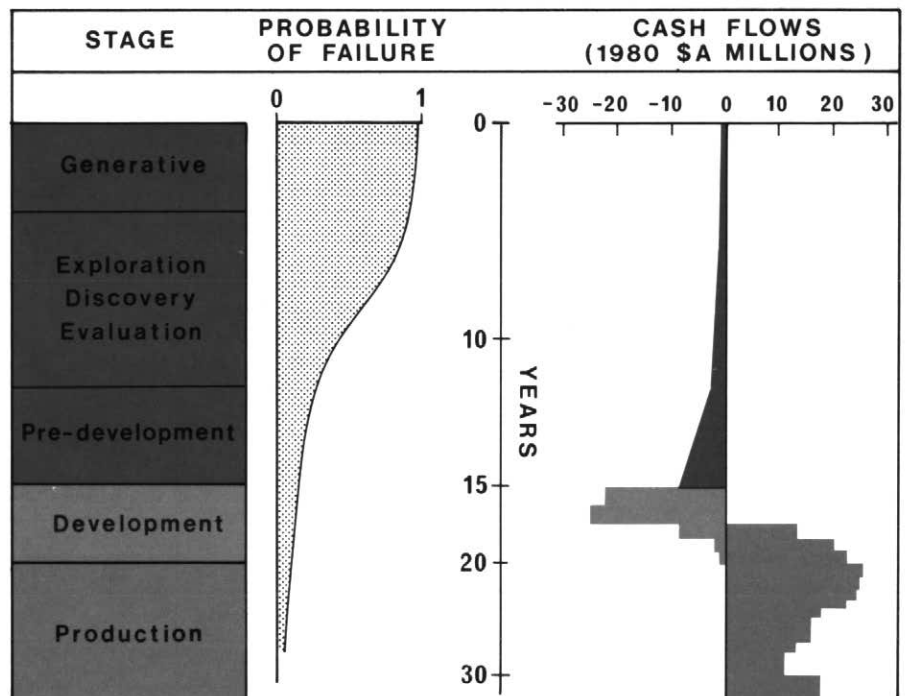 STAGE
PROBABILITY
OF FAILURE
CASH FLOWS
(1980 $A MILLIONS)
0 1
-30 -20 -10 0 10 20 30
0
10
15
20
30
YEARS
Generative
Exploration
Discovery
Evaluation
Pre-development
Development
Production